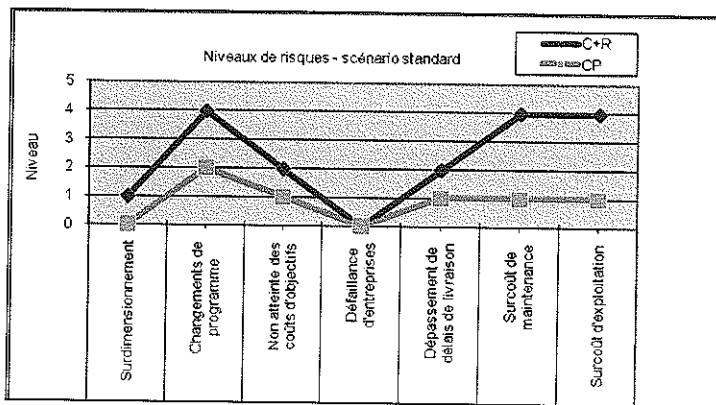 Niveaux de risques - scénario standard
C+R
CP
Niveau
5
4
3
2
1
0
Surdimensionnement
Changements de
programme
Non atteinte des
coûts d'objectifs
Défaillance
d'entreprises
Dépassement de
délais de livraison
Surcoût de
maintenance
Surcoût d'exploitation